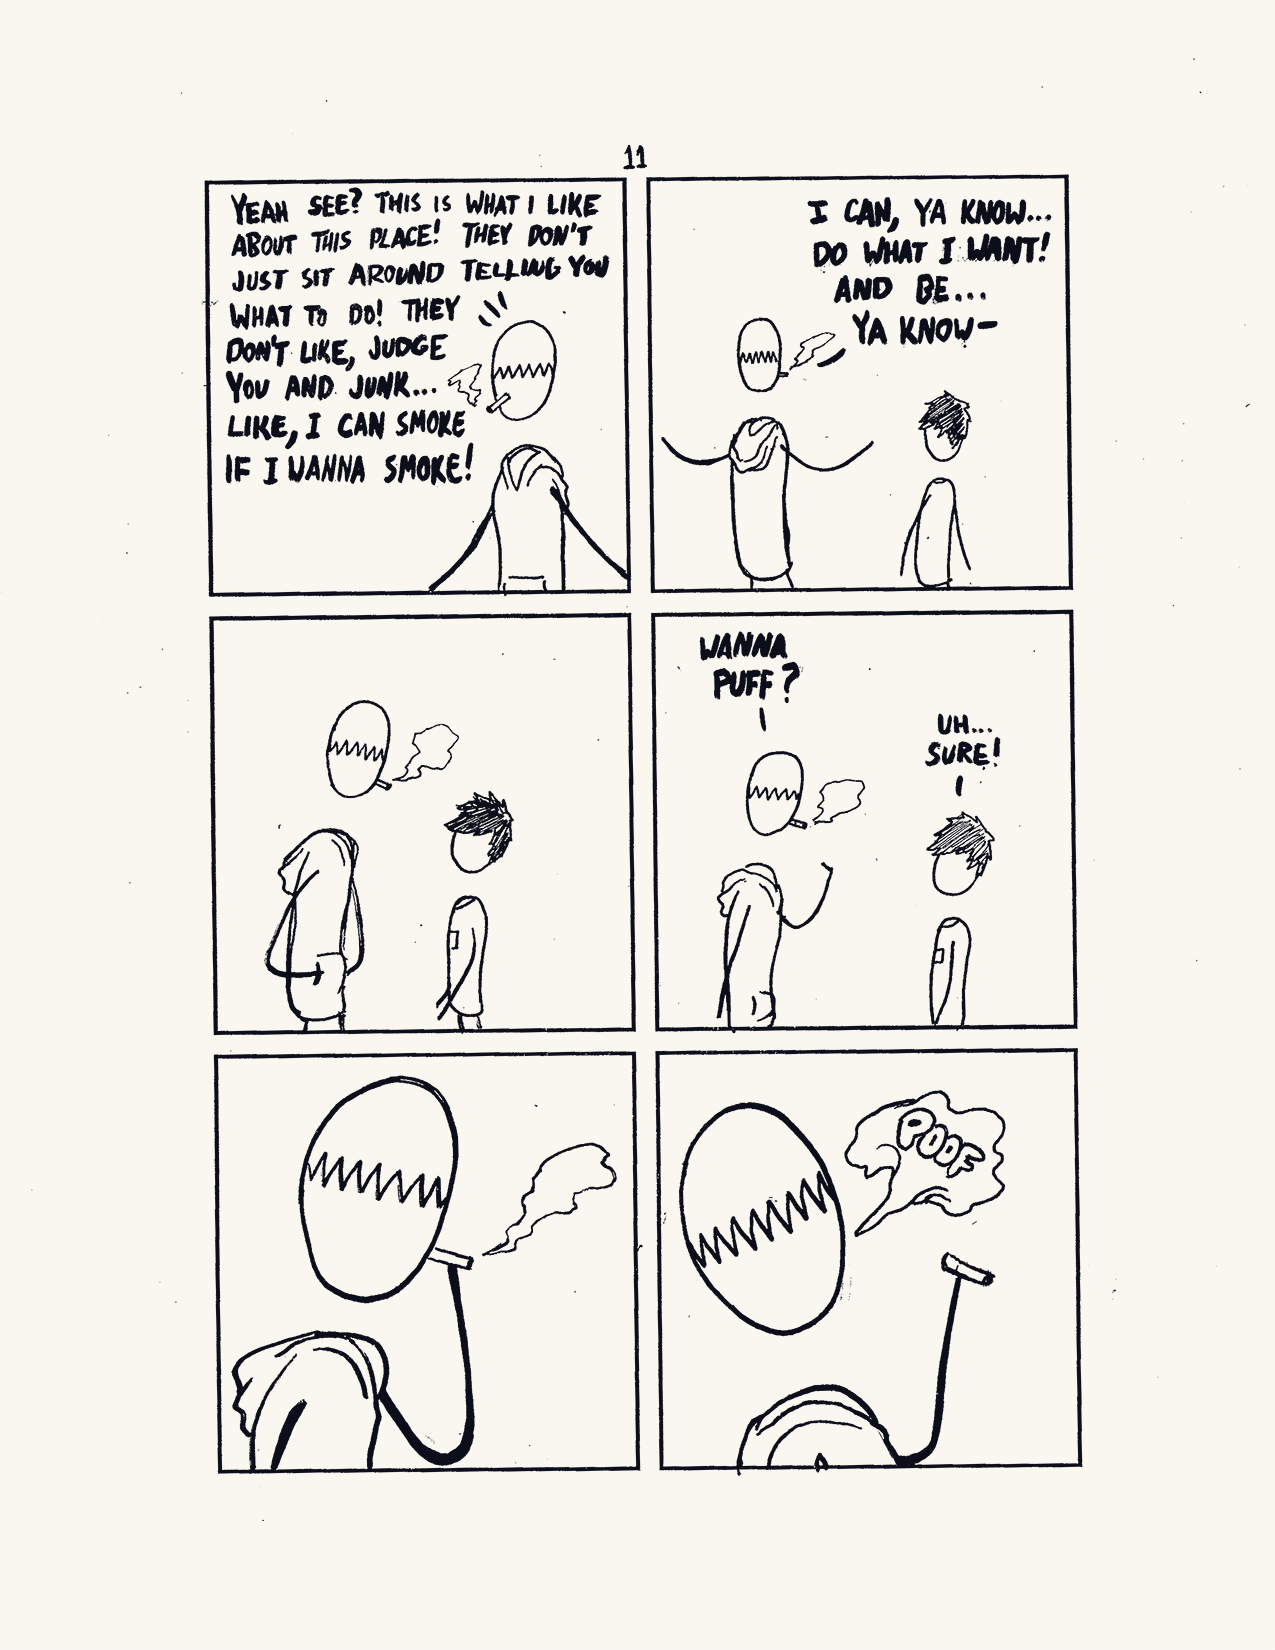 11
YEAH SEE? THIS IS WHAT I LIKE
ABOUT THIS PLACE! THEY DON'T
JUST SIT AROUND TELLING YOU
WHAT TO DO! THEY
DON'T LIKE, JUDGE
YOU AND JUNK...
LIKE, I CAN SMOKE
IF I WANNA SMOKE!
I CAN, YA KNOW...
DO WHAT I WANT!
AND BE...
YA KNOW-
WANNA
PUFF?
UH...
SURE!
POOF